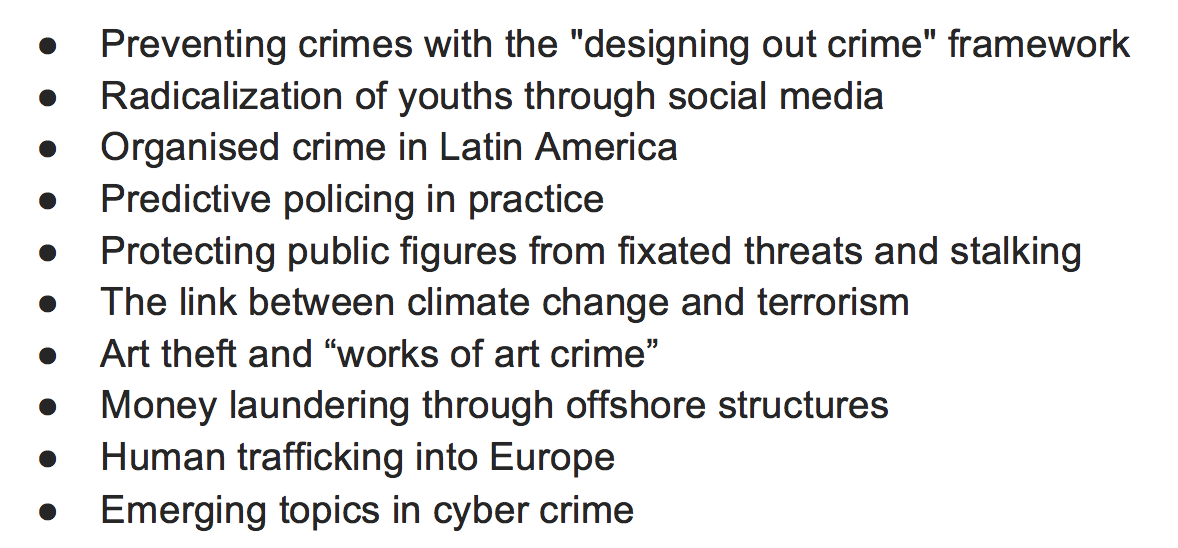 ● Preventing crimes with the "designing out crime" framework
● Radicalization of youths through social media
● Organised crime in Latin America
● Predictive policing in practice
● Protecting public figures from fixated threats and stalking
● The link between climate change and terrorism
● Art theft and “works of art crime”
● Money laundering through offshore structures
● Human trafficking into Europe
● Emerging topics in cyber crime